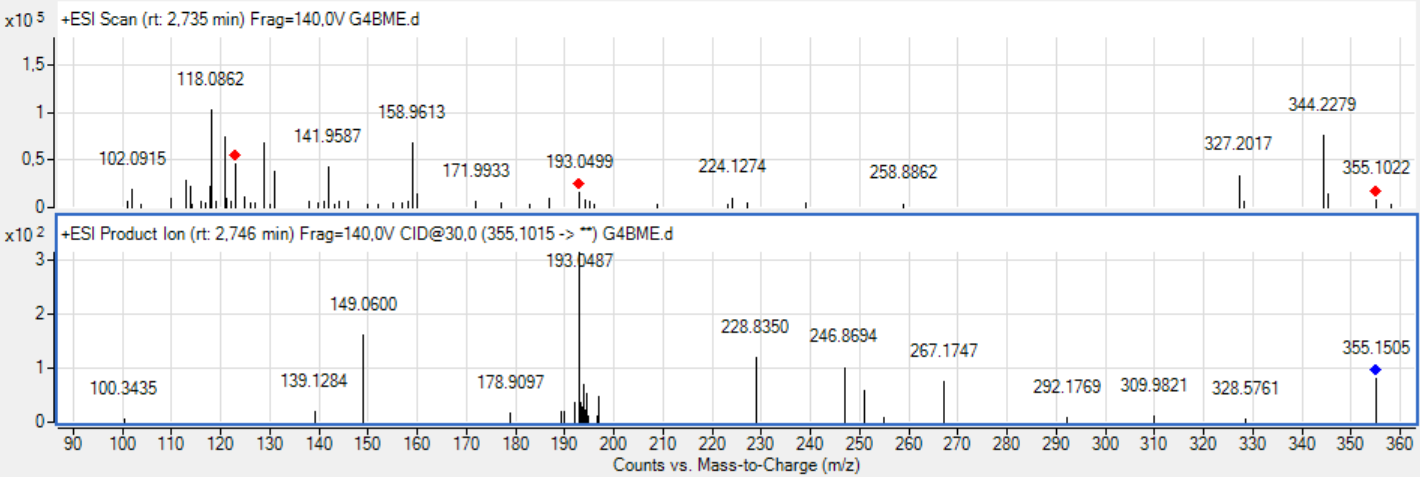 x10 5 +ESI Scan (rt: 2,735 min) Frag=140,0V G4BME.d
1,5
1
0,5
0
102.0915 118.0862 141.9587 158.9613 171.9933 193.0499 224.1274 258.8862 327.2017 344.2279 355.1022
x10 2 +ESI Product Ion (rt: 2,746 min) Frag=140,0V CID@30,0 (355,1015 -> **) G4BME.d
3
2
1
0
100.3435 139.1284 149.0600 178.9097 193.0487 228.8350 246.8694 267.1747 292.1769 309.9821 328.5761 355.1505
90 100 110 120 130 140 150 160 170 180 190 200 210 220 230 240 250 260 270 280 290 300 310 320 330 340 350 360
Counts vs. Mass-to-Charge (m/z)